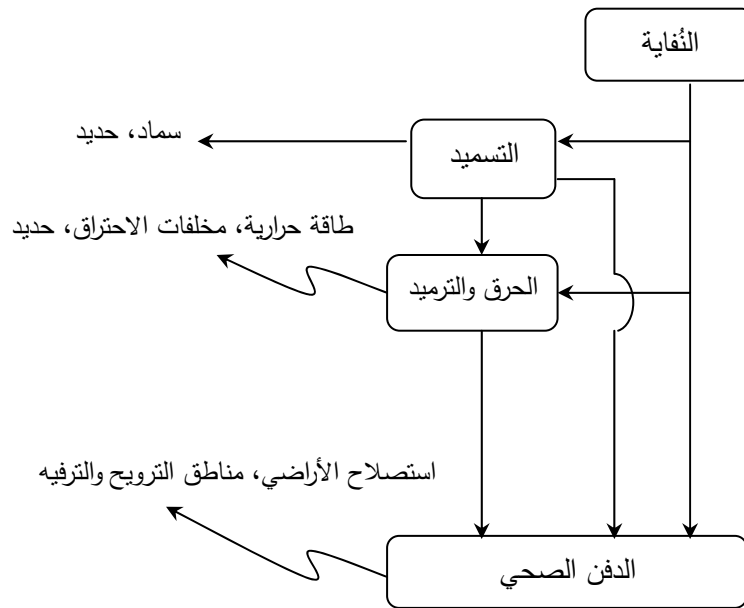 النُفاية
التسميد
سماد، حديد
طاقة حرارية، مخلفات الاحتراق، حديد
الحرق والترميد
استصلاح الأراضي، مناطق الترويح والترفيه
الدفن الصحي